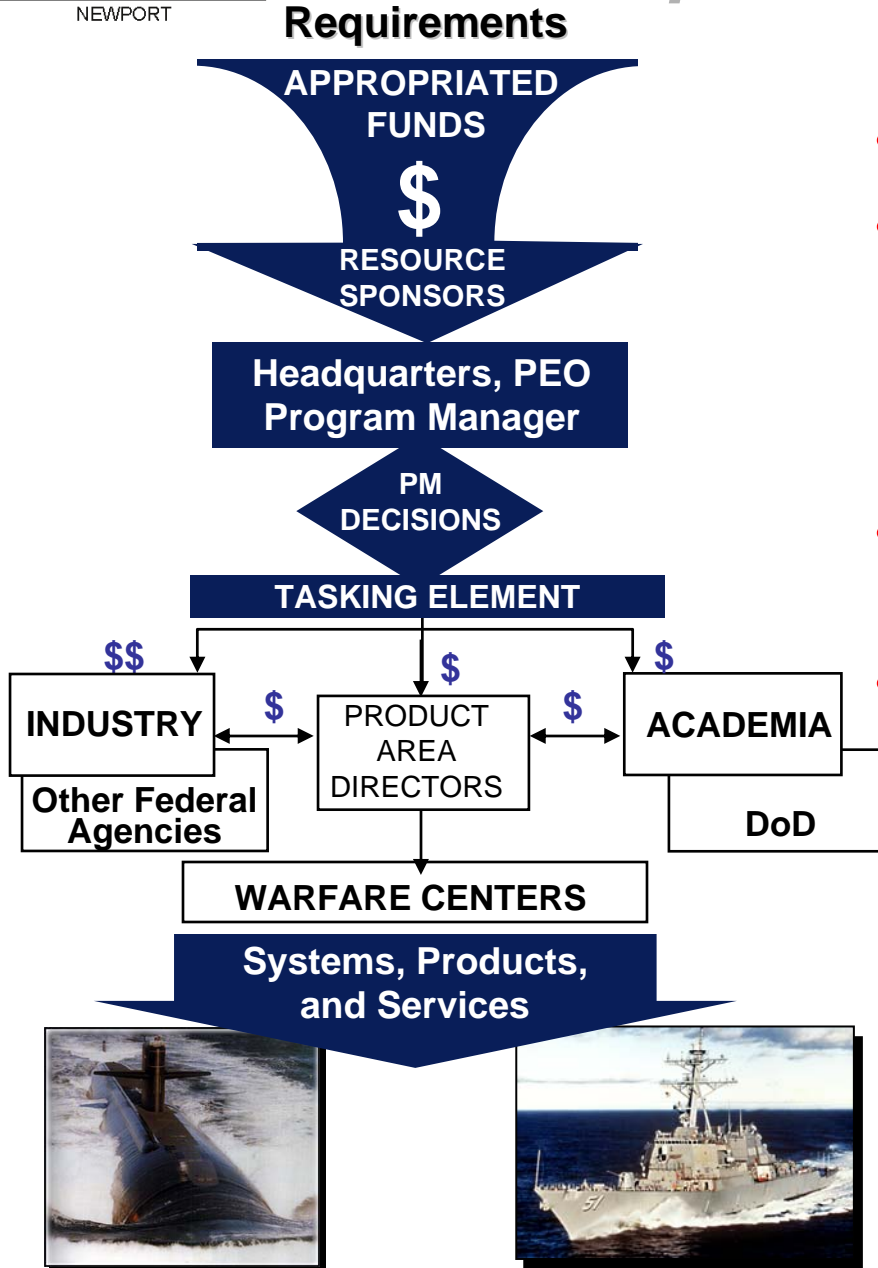 NEWPORT
Requirements
APPROPRIATED
FUNDS
$
RESOURCE
SPONSORS
Headquarters, PEO
Program Manager
PM
DECISIONS
TASKING ELEMENT
$$
$
$
INDUSTRY
$
PRODUCT
AREA
DIRECTORS
$
ACADEMIA
Other Federal
Agencies
DoD
WARFARE CENTERS
Systems, Products,
and Services
51